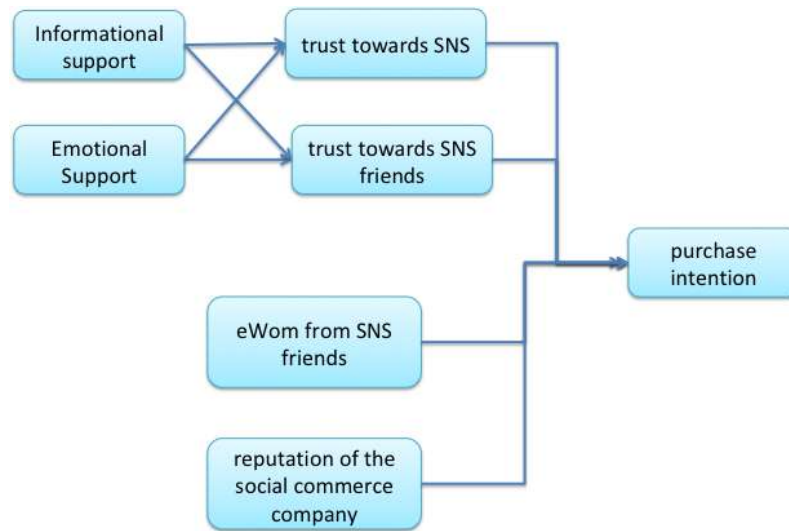 Informational
support
trust towards SNS
Emotional
Support
trust towards SNS
friends
purchase
intention
eWom from SNS
friends
reputation of the
social commerce
company